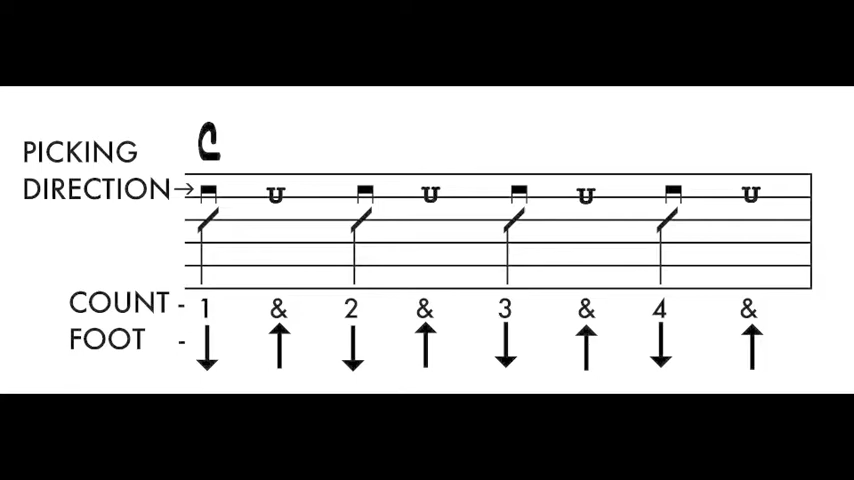 C
PICKING
DIRECTION→
U U U U
COUNT - 1 & 2 & 3 & 4 &
FOOT -